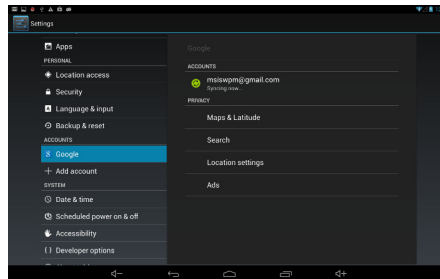 Settings
Apps
PERSONAL
Location access
Security
Language & input
Backup & reset
ACCOUNTS
Google
Add account
SYSTEM
Date & time
Scheduled power on & off
Accessibility
Developer options
Google
ACCOUNTS
msiswpm@gmail.com
Syncing now...
PRIVACY
Maps & Latitude
Search
Location settings
Ads